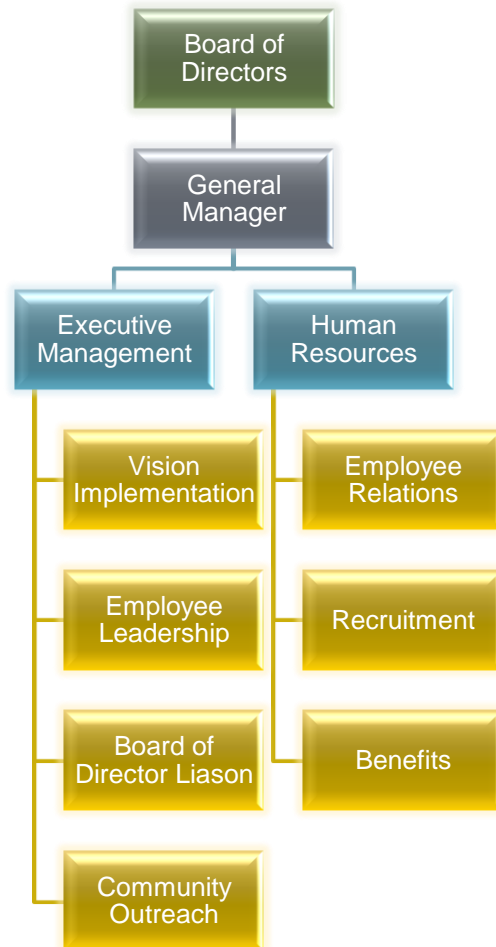 Board of
Directors
General
Manager
Executive
Management
Human
Resources
Vision
Implementation
Employee
Leadership
Board of
Director Liason
Community
Outreach
Employee
Relations
Recruitment
Benefits